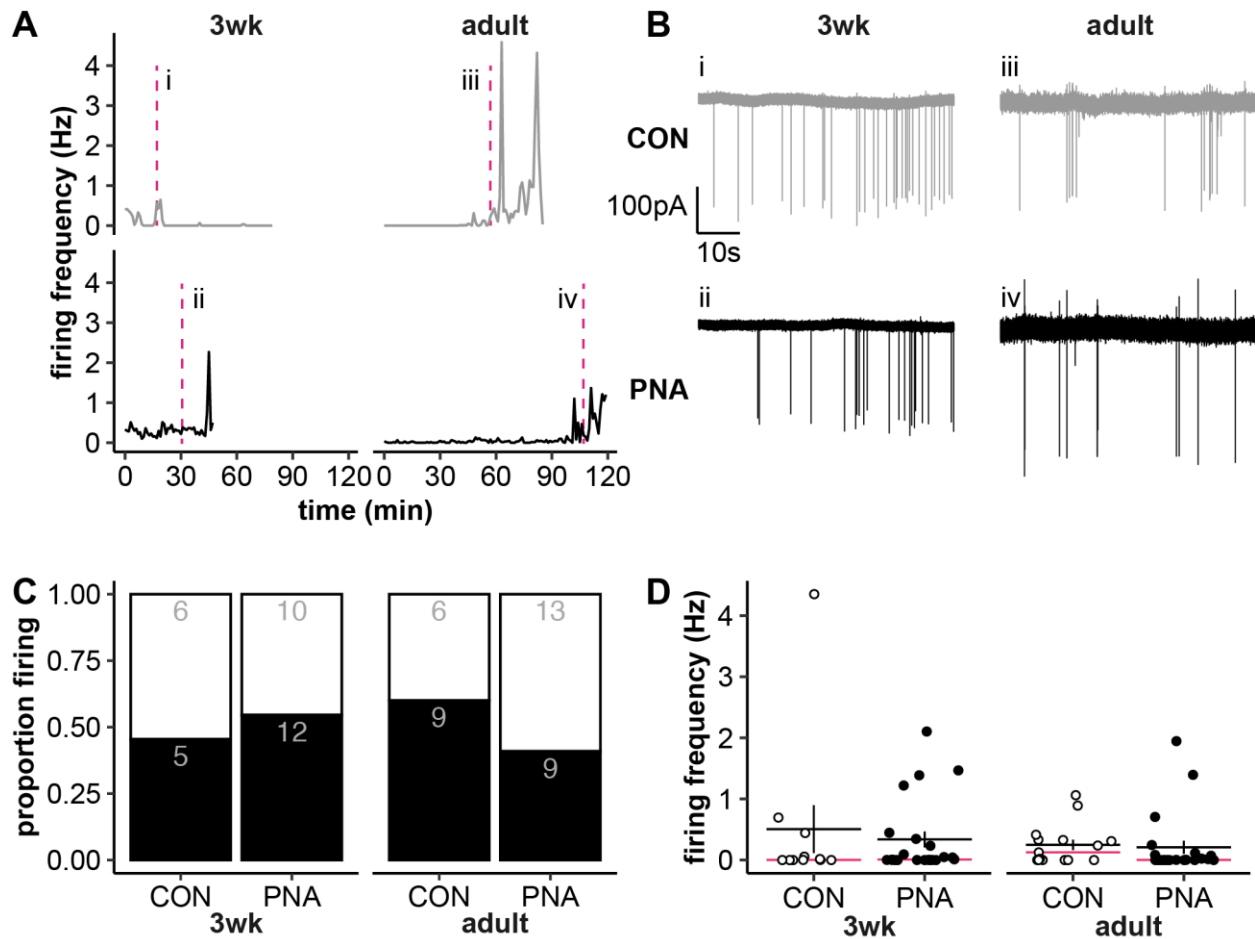 A
3wk
adult
firing frequency (Hz)
4
3
2
1
0
i
iii
4
3
2
1
0
ii
iv
0 30 60 90 120
0 30 60 90 120
time (min)
B
3wk
adult
i
iii
CON
100pA
10s
ii
iv
PNA
C
proportion firing
1.00
0.75
0.50
0.25
0.00
6 10 6 13
5 12 9 9
CON PNA CON PNA
3wk adult
D
firing frequency (Hz)
4
3
2
1
0
CON PNA CON PNA
3wk adult